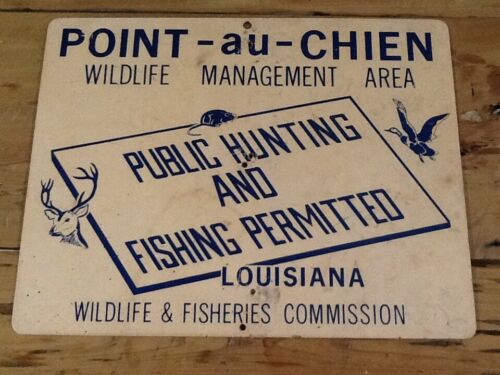 POINT-au-CHIEN
WILDLIFE MANAGEMENT AREA
PUBLIC HUNTING
AND
FISHING PERMITTED
LOUISIANA
WILDLIFE & FISHERIES COMMISSION